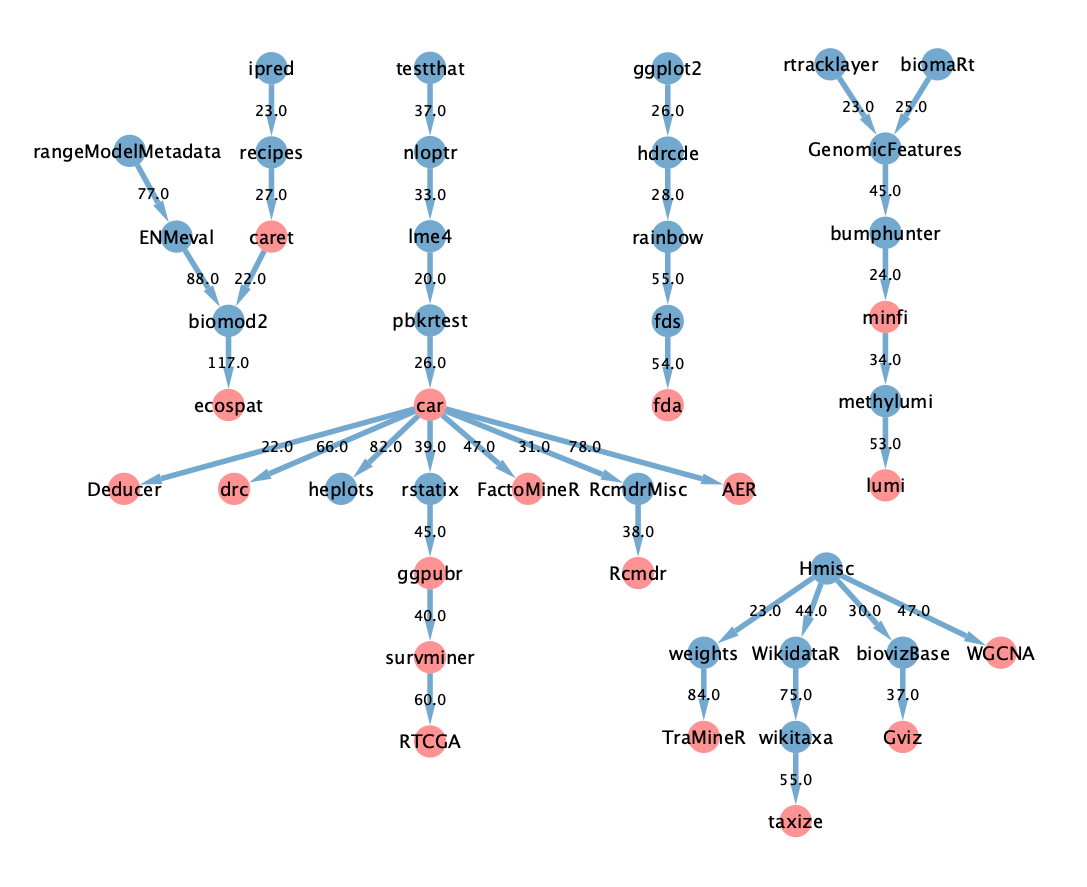 ipred
testthat
ggplot2
rtracklayer
biomaRt
23.0
37.0
26.0
23.0
25.0
rangeModelMetadata
recipes
nloptr
hdrcde
GenomicFeatures
77.0
27.0
33.0
28.0
45.0
ENMeval
caret
lme4
rainbow
bumphunter
88.0
22.0
20.0
55.0
24.0
biomod2
pbkrtest
fds
minfi
117.0
26.0
54.0
34.0
ecospat
car
fda
methylumi
22.0
66.0
82.0
39.0
47.0
31.0
78.0
53.0
Deducer
drc
heplots
rstatix
FactoMineR
RcmdrMisc
AER
lumi
45.0
38.0
ggpubr
Rcmdr
Hmisc
40.0
23.0
44.0
30.0
47.0
survminer
weights
WikidataR
biovizBase
WGCNA
60.0
84.0
75.0
37.0
RTCGA
TraMineR
wikitaxa
Gviz
55.0
taxize